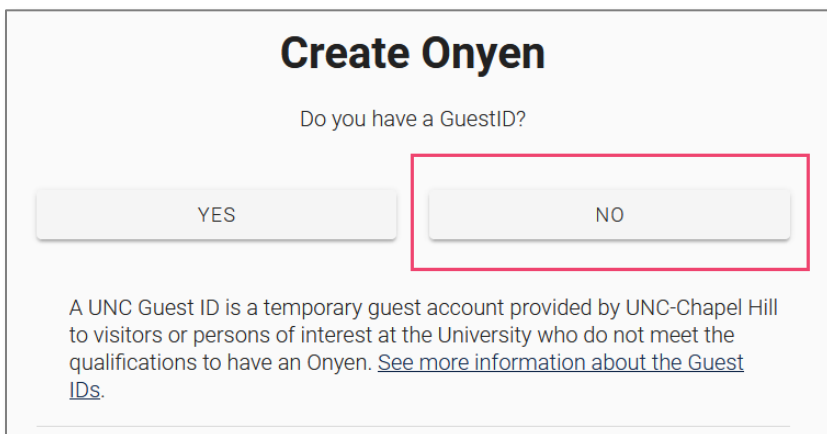 Create Onyen
Do you have a GuestID?
YES
NO
A UNC Guest ID is a temporary guest account provided by UNC-Chapel Hill
to visitors or persons of interest at the University who do not meet the
qualifications to have an Onyen. See more information about the Guest
IDs.